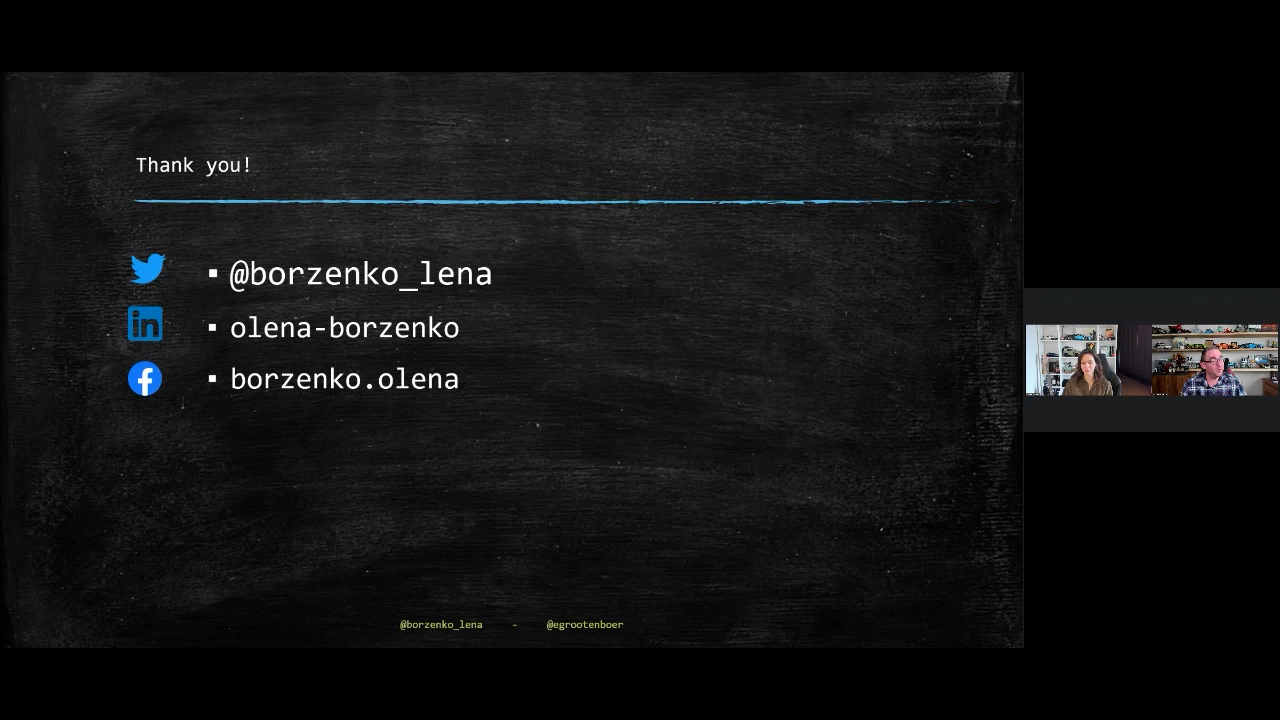 Thank you!
▪ @borzenko_lena
▪ olena-borzenko
▪ borzenko.olena
@borzenko_lena - @egrootenboer